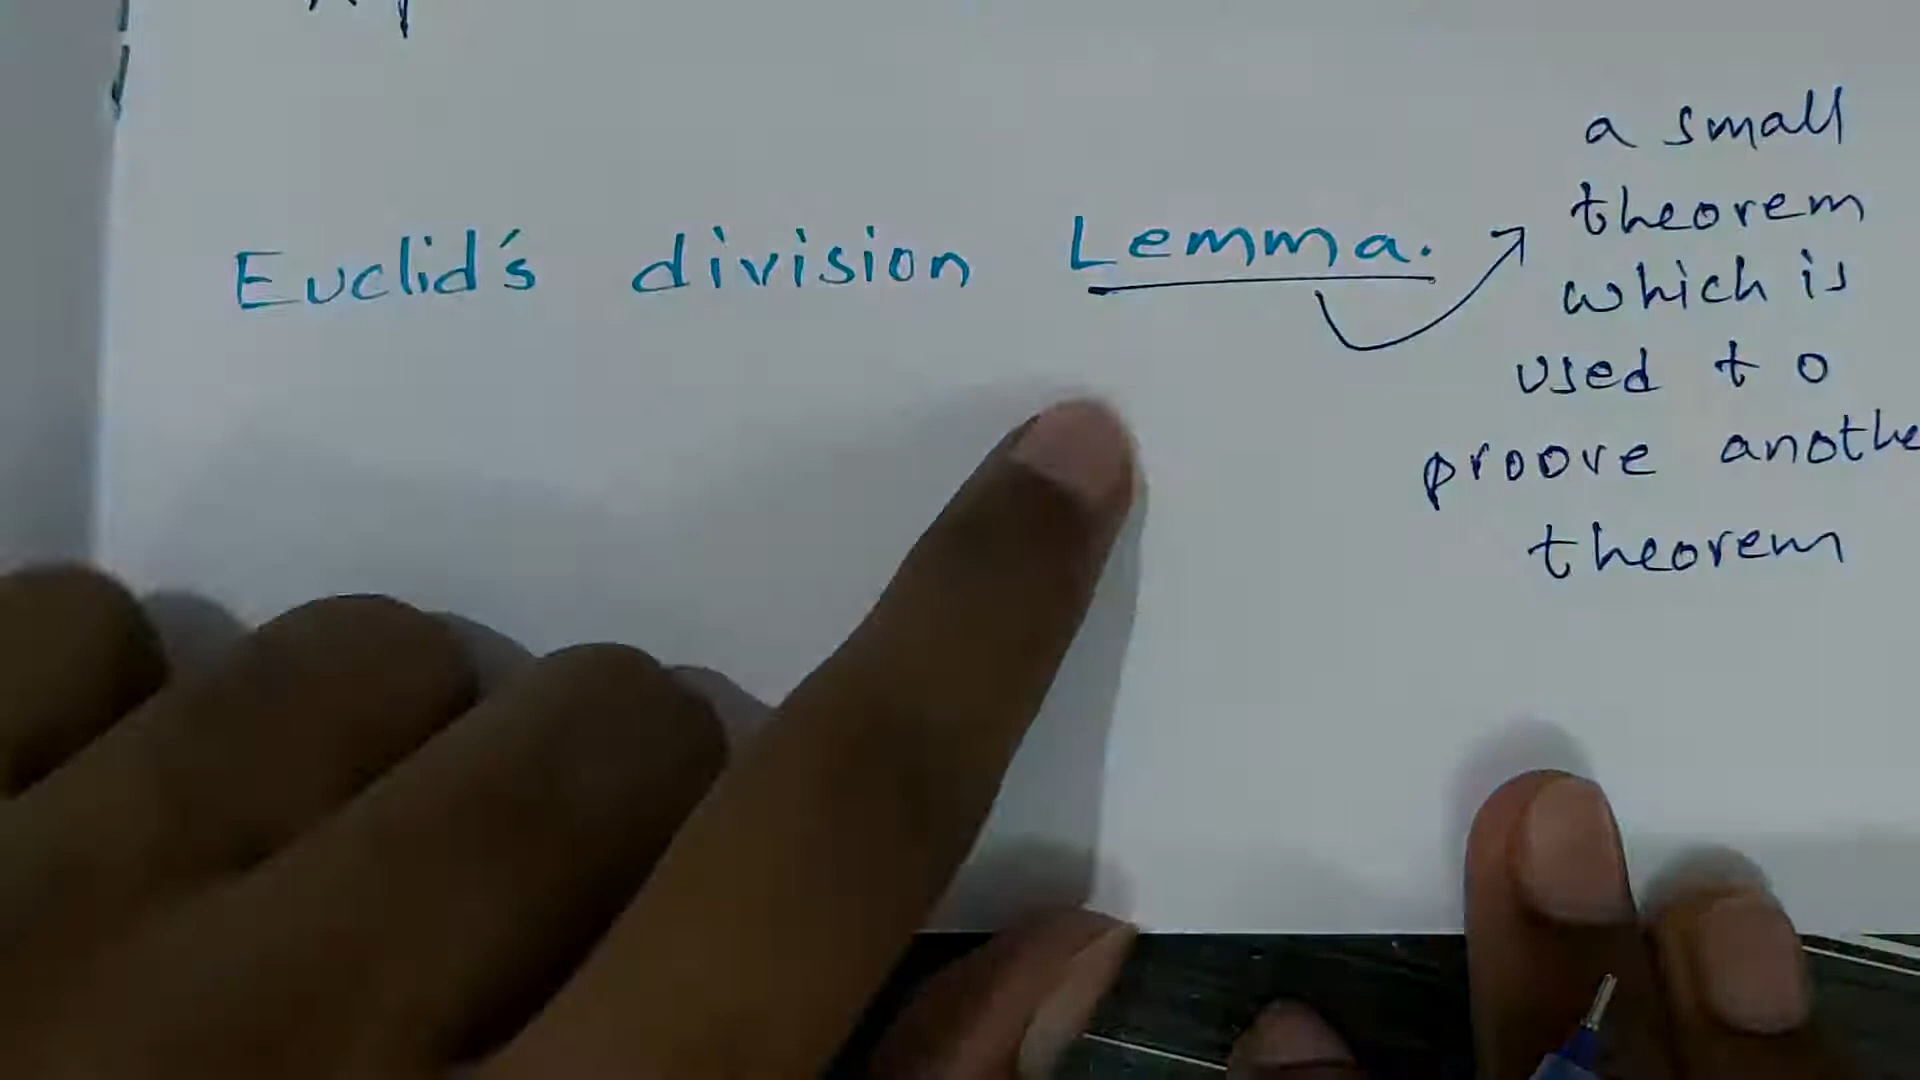 Euclid's division Lemma.
a small
theorem
which is
used to
proove anothe
theorem